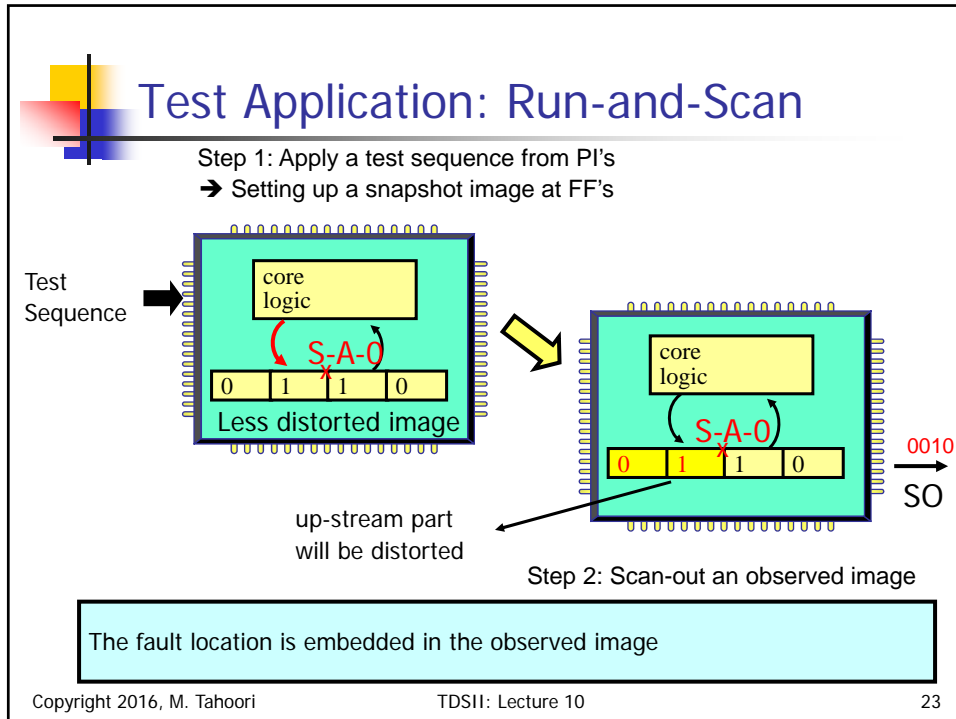 Test Application: Run-and-Scan
Step 1: Apply a test sequence from PI's
➔ Setting up a snapshot image at FF's
Test
Sequence
core
logic
S-A-0
x
0 1 1 0
Less distorted image
core
logic
S-A-0
x
0 1 1 0
0010
SO
up-stream part
will be distorted
Step 2: Scan-out an observed image
The fault location is embedded in the observed image
Copyright 2016, M. Tahoori TDSII: Lecture 10 23